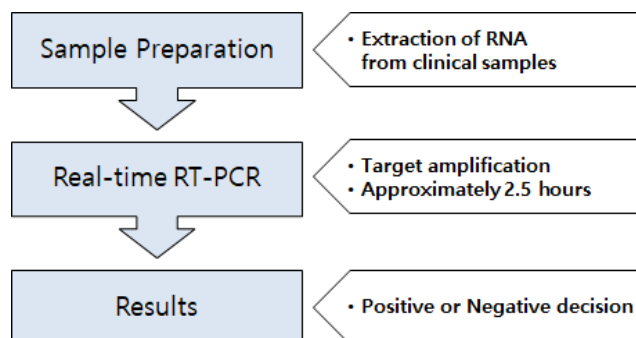 Sample Preparation
• Extraction of RNA
from clinical samples
Real-time RT-PCR
• Target amplification
• Approximately 2.5 hours
Results
• Positive or Negative decision